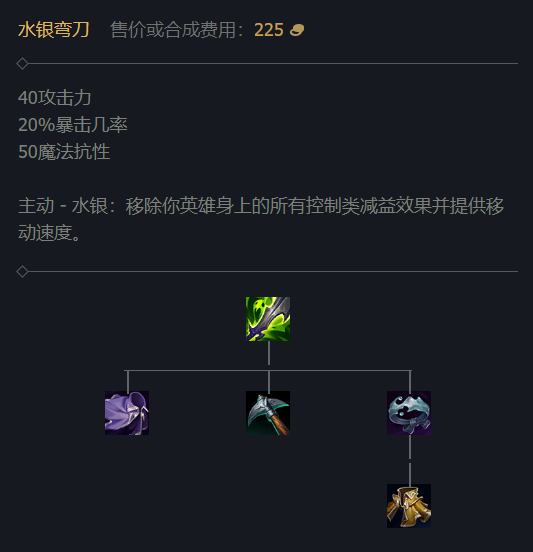 水银弯刀 售价或合成费用：225
40攻击力
20%暴击几率
50魔法抗性
主动 - 水银：移除你英雄身上的所有控制类减益效果并提供移
动速度。